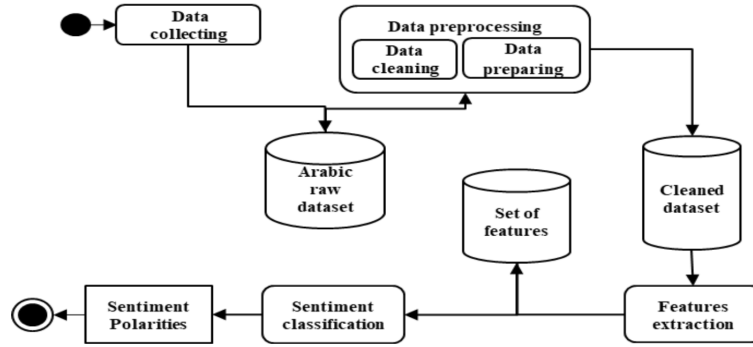 Data
collecting
Data preprocessing
Data
cleaning
Data
preparing
Arabic
raw
dataset
Set of
features
Cleaned
dataset
Sentiment
Polarities
Sentiment
classification
Features
extraction